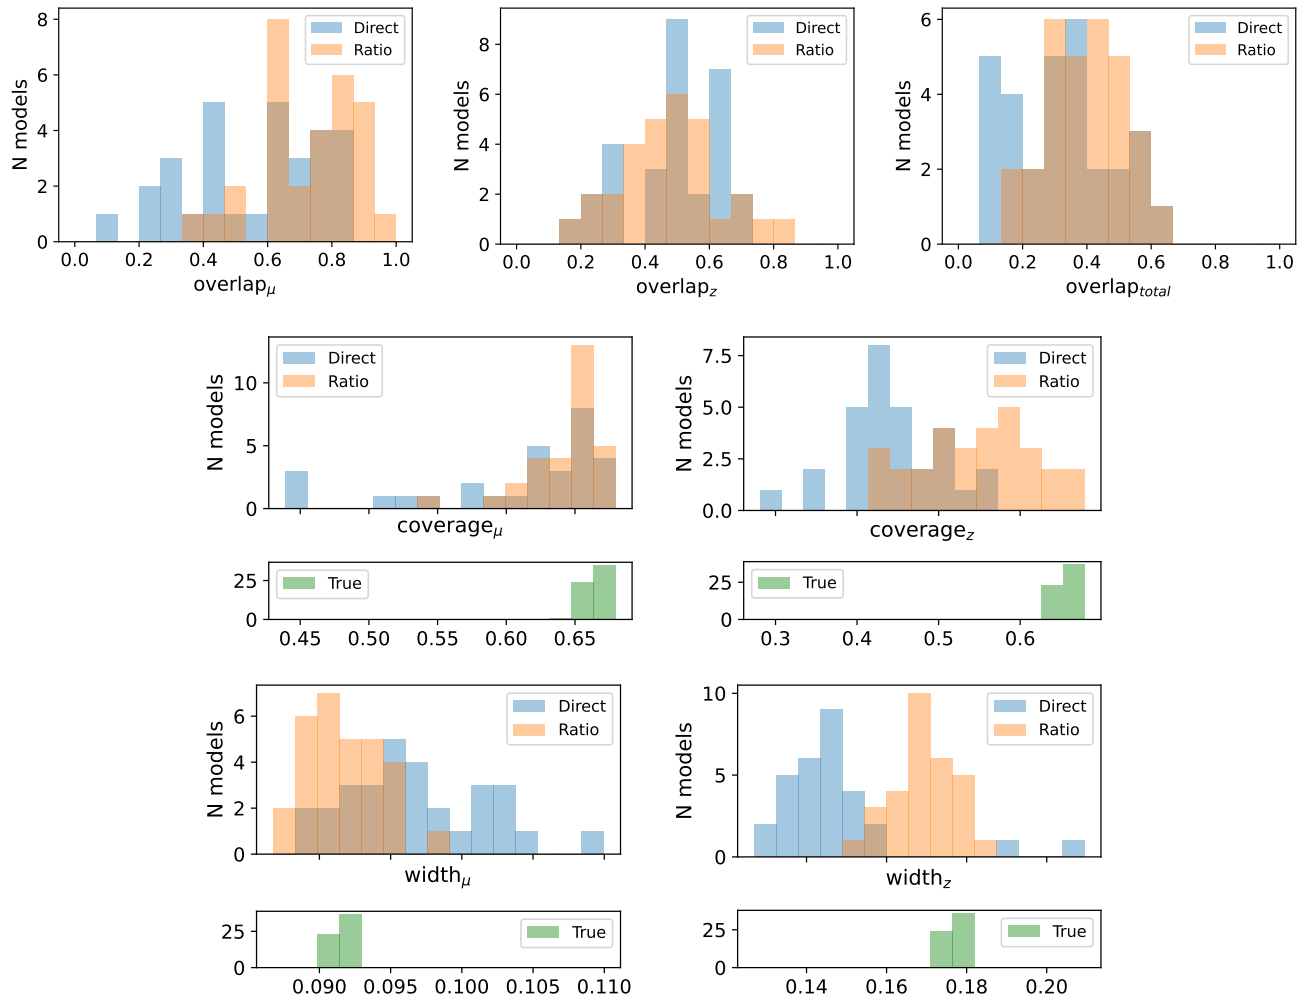 8
6
4
2
0
N models
Direct
Ratio
0.0 0.2 0.4 0.6 0.8 1.0
overlapμ
8
6
4
2
0
N models
Direct
Ratio
0.0 0.2 0.4 0.6 0.8 1.0
overlapz
6
4
2
0
N models
Direct
Ratio
0.0 0.2 0.4 0.6 0.8 1.0
overlaptotal
10
5
0
N models
Direct
Ratio
coverageμ
7.5
5.0
2.5
0.0
N models
Direct
Ratio
coveragez
25
0
True
0.45 0.50 0.55 0.60 0.65
25
0
True
0.3 0.4 0.5 0.6
6
4
2
0
N models
Direct
Ratio
widthμ
10
5
0
N models
Direct
Ratio
widthz
25
0
True
0.090 0.095 0.100 0.105 0.110
25
0
True
0.14 0.16 0.18 0.20